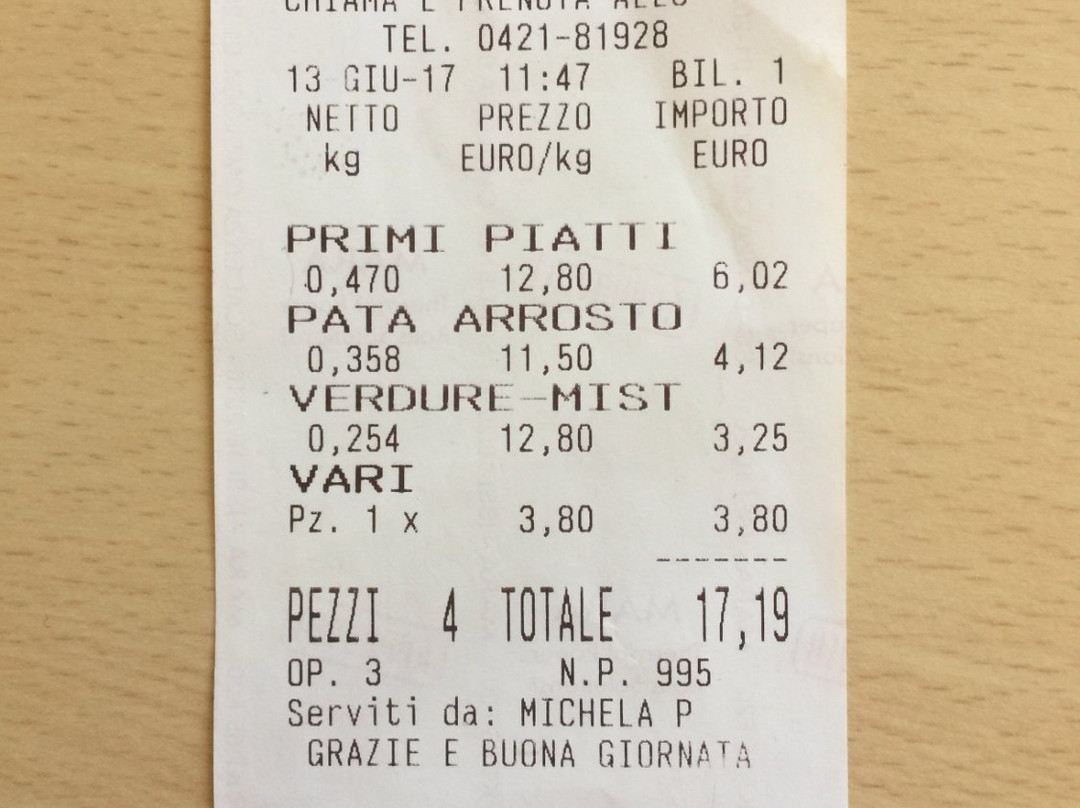 CHIAMA E PRENOTA ALLO
TEL. 0421-81928
13 GIU-17 11:47 BIL. 1
NETTO PREZZO IMPORTO
kg EURO/kg EURO
PRIMI PIATTI
0,470 12,80 6,02
PATA ARROSTO
0,358 11,50 4,12
VERDURE-MIST
0,254 12,80 3,25
VARI
Pz. 1 x 3,80 3,80
-------
PEZZI 4 TOTALE 17,19
OP. 3 N.P. 995
Serviti da: MICHELA P
GRAZIE E BUONA GIORNATA